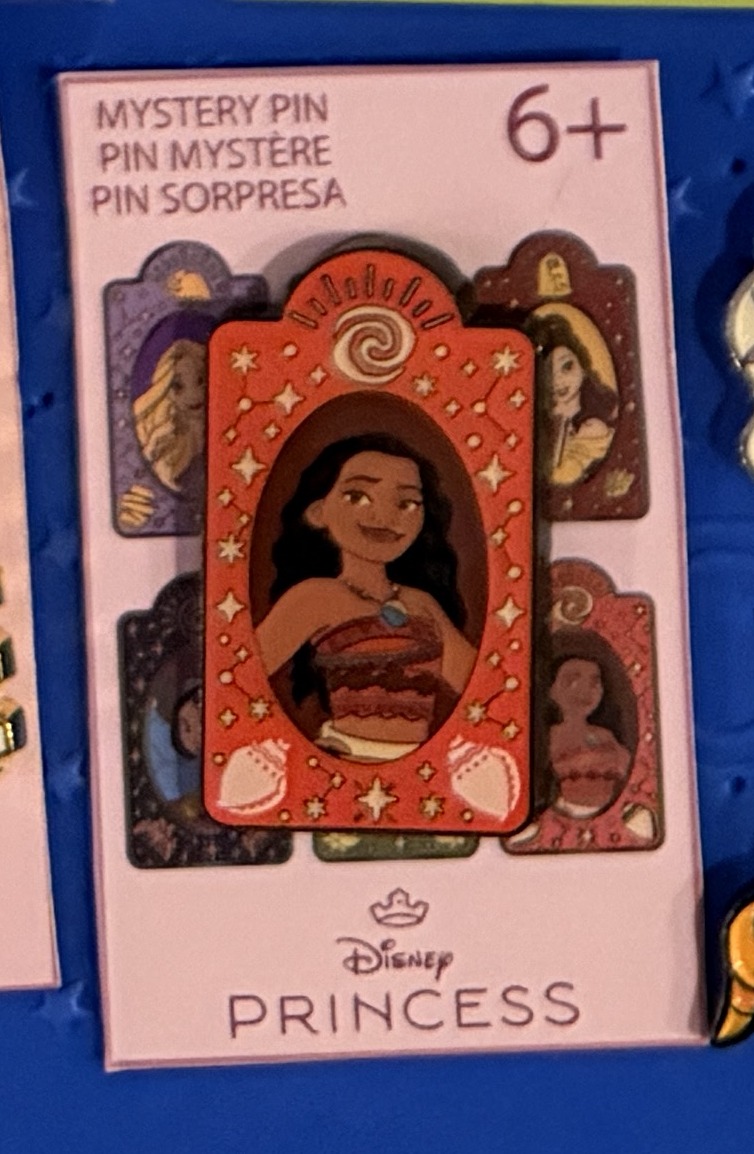 MYSTERY PIN
PIN MYSTÈRE
PIN SORPRESA
6+
Disney
PRINCESS